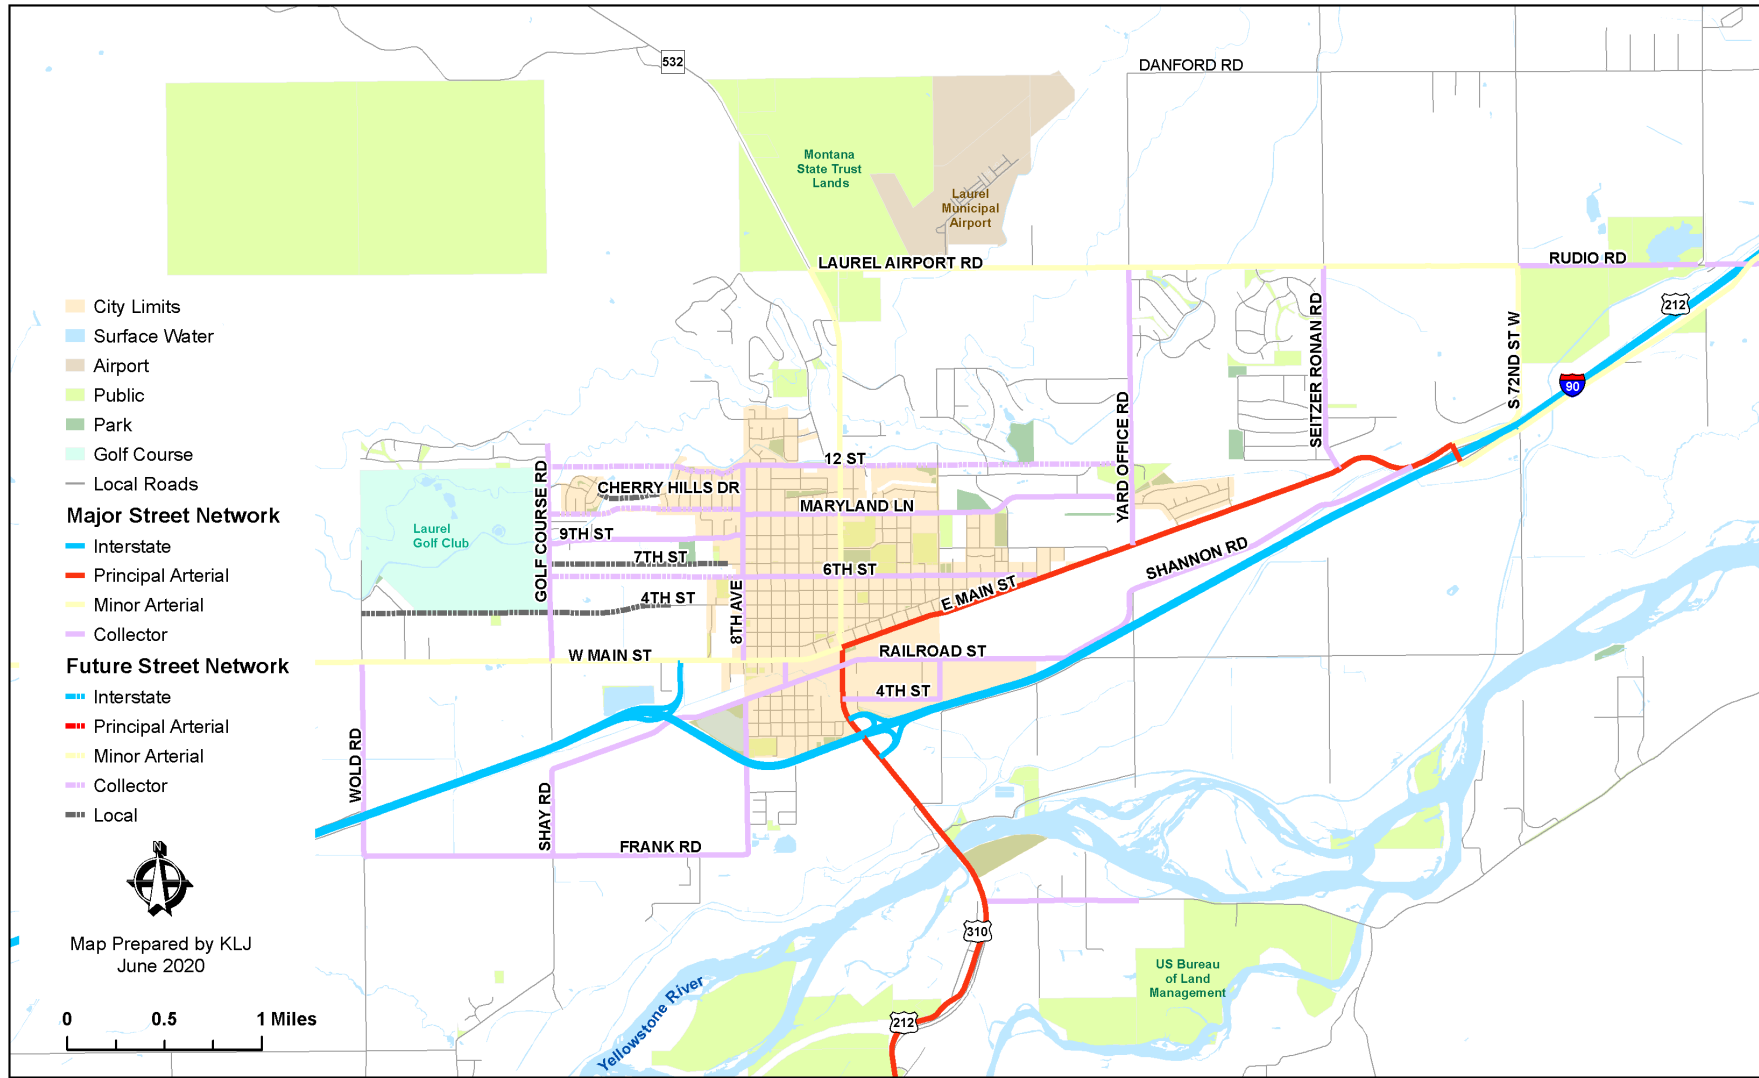 DANFORD RD
532
Montana
State Trust
Lands
Laurel
Municipal
Airport
LAUREL AIRPORT RD
RUDIO RD
212
City Limits
Surface Water
Airport
Public
Park
Golf Course
Local Roads
Major Street Network
Interstate
Principal Arterial
Minor Arterial
Collector
Future Street Network
Interstate
Principal Arterial
Minor Arterial
Collector
Local
N
Map Prepared by KLJ
June 2020
0 0.5 1 Miles
SEITZER RONAN RD
S 72ND ST W
90
YARD OFFICE RD
12 ST
GOLF COURSE RD
CHERRY HILLS DR
MARYLAND LN
Laurel
Golf Club
9TH ST
7TH ST
6TH ST
SHANNON RD
4TH ST
8TH AVE
E MAIN ST
W MAIN ST
RAILROAD ST
4TH ST
WOLD RD
SHAY RD
FRANK RD
310
US Bureau
of Land
Management
Yellowstone River
212